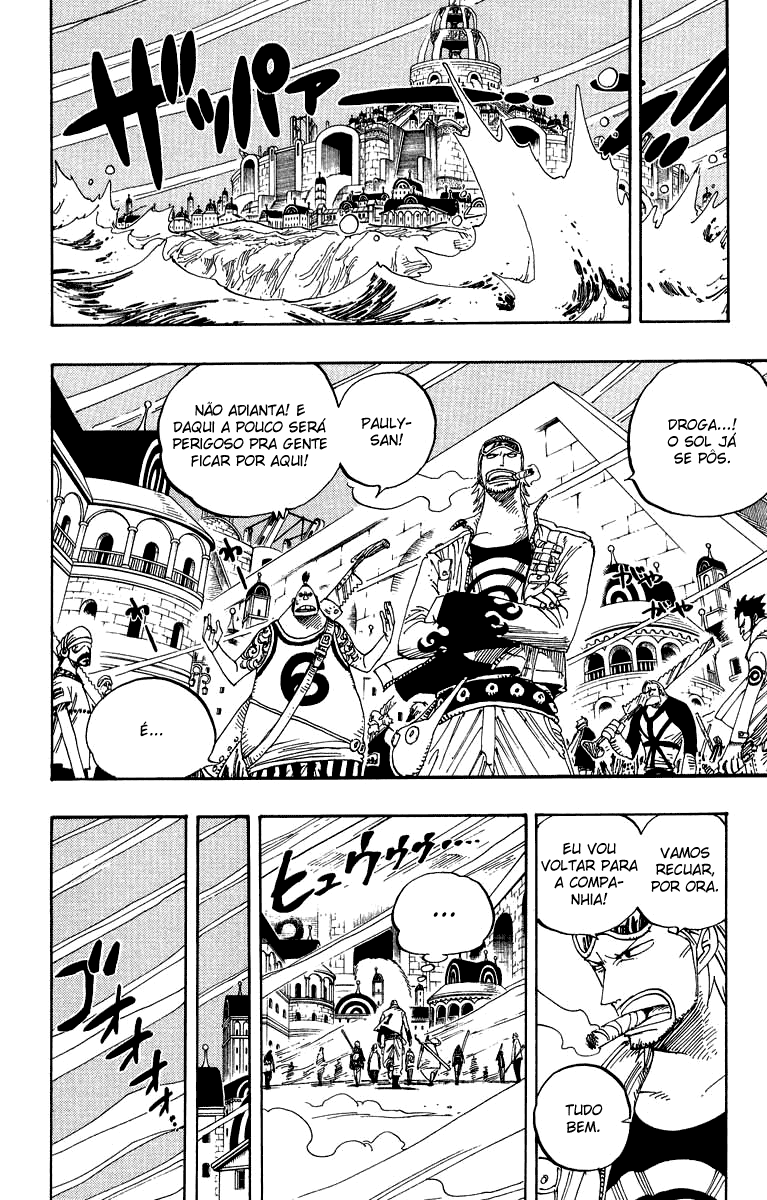 ザッパァ
DROGA...!
O SOL JÁ
SE PÔS.
PAULY-
SAN!
NÃO ADIANTA! E
DAQUI A POUCO SERÁ
PERIGOSO PRA GENTE
FICAR POR AQUI!
É...
VAMOS
RECUAR,
POR ORA.
EU VOU
VOLTAR PARA
A COMPA-
NHIA!
TUDO
BEM.
ヒュウゥゥ...
...
ゴオオオオ